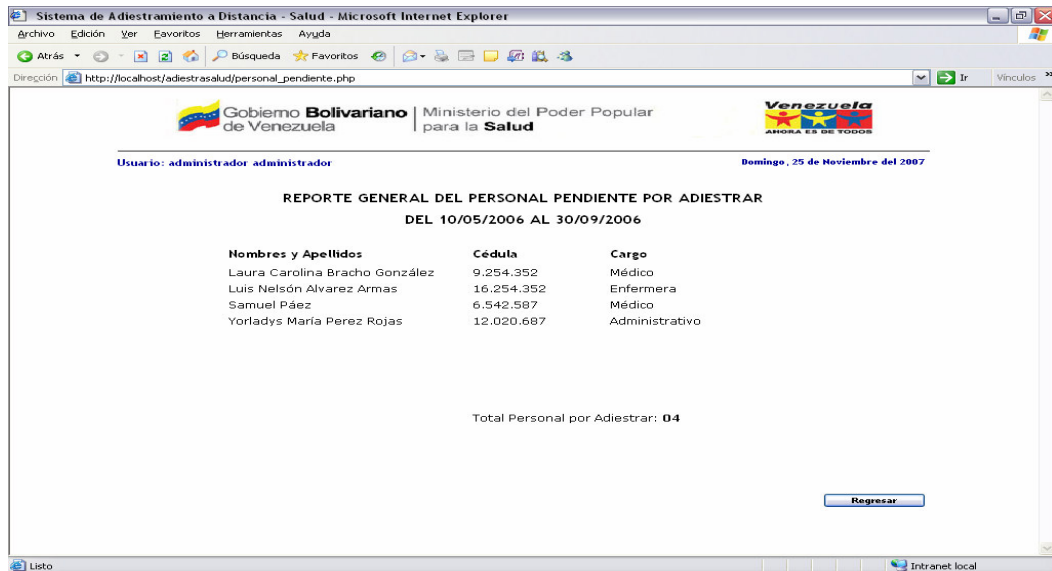 Sistema de Adiestramiento a Distancia - Salud - Microsoft Internet Explorer
Archivo Edición Ver Favoritos Herramientas Ayuda
Atrás Búsqueda Favoritos
Dirección http://localhost/adiestrasalud/personal_pendiente.php Ir Vínculos »
Gobierno Bolivariano de Venezuela
Ministerio del Poder Popular para la Salud
Venezuela
AHORA ES DE TODOS
Usuario: administrador administrador Domingo, 25 de Noviembre del 2007
REPORTE GENERAL DEL PERSONAL PENDIENTE POR ADIESTRAR
DEL 10/05/2006 AL 30/09/2006
Nombres y Apellidos Cédula Cargo
Laura Carolina Bracho González 9.254.352 Médico
Luis Nelsón Alvarez Armas 16.254.352 Enfermera
Samuel Páez 6.542.587 Médico
Yorladys María Perez Rojas 12.020.687 Administrativo
Total Personal por Adiestrar: 04
Regresar
Listo Intranet local